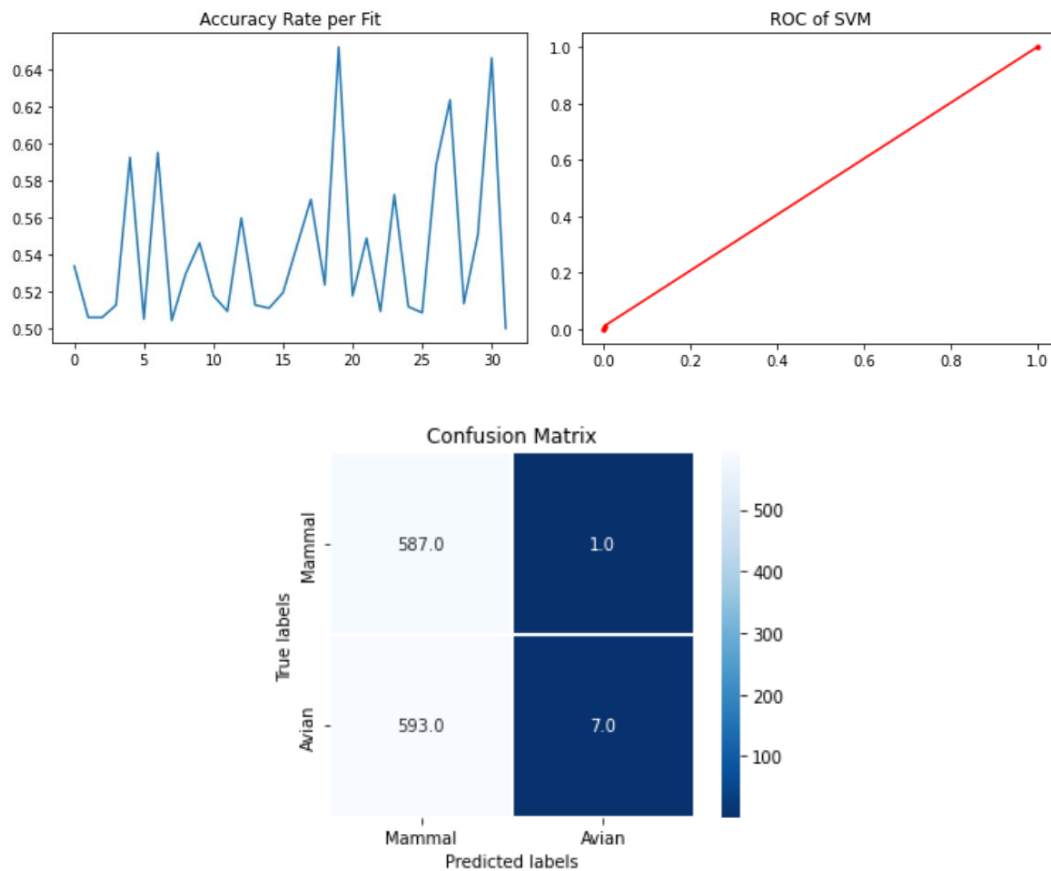 Accuracy Rate per Fit
0.64
0.62
0.60
0.58
0.56
0.54
0.52
0.50
0 5 10 15 20 25 30
ROC of SVM
1.0
0.8
0.6
0.4
0.2
0.0
0.0 0.2 0.4 0.6 0.8 1.0
Confusion Matrix
True labels
Mammal
Avian
587.0 1.0
593.0 7.0
500
400
300
200
100
Mammal Avian
Predicted labels